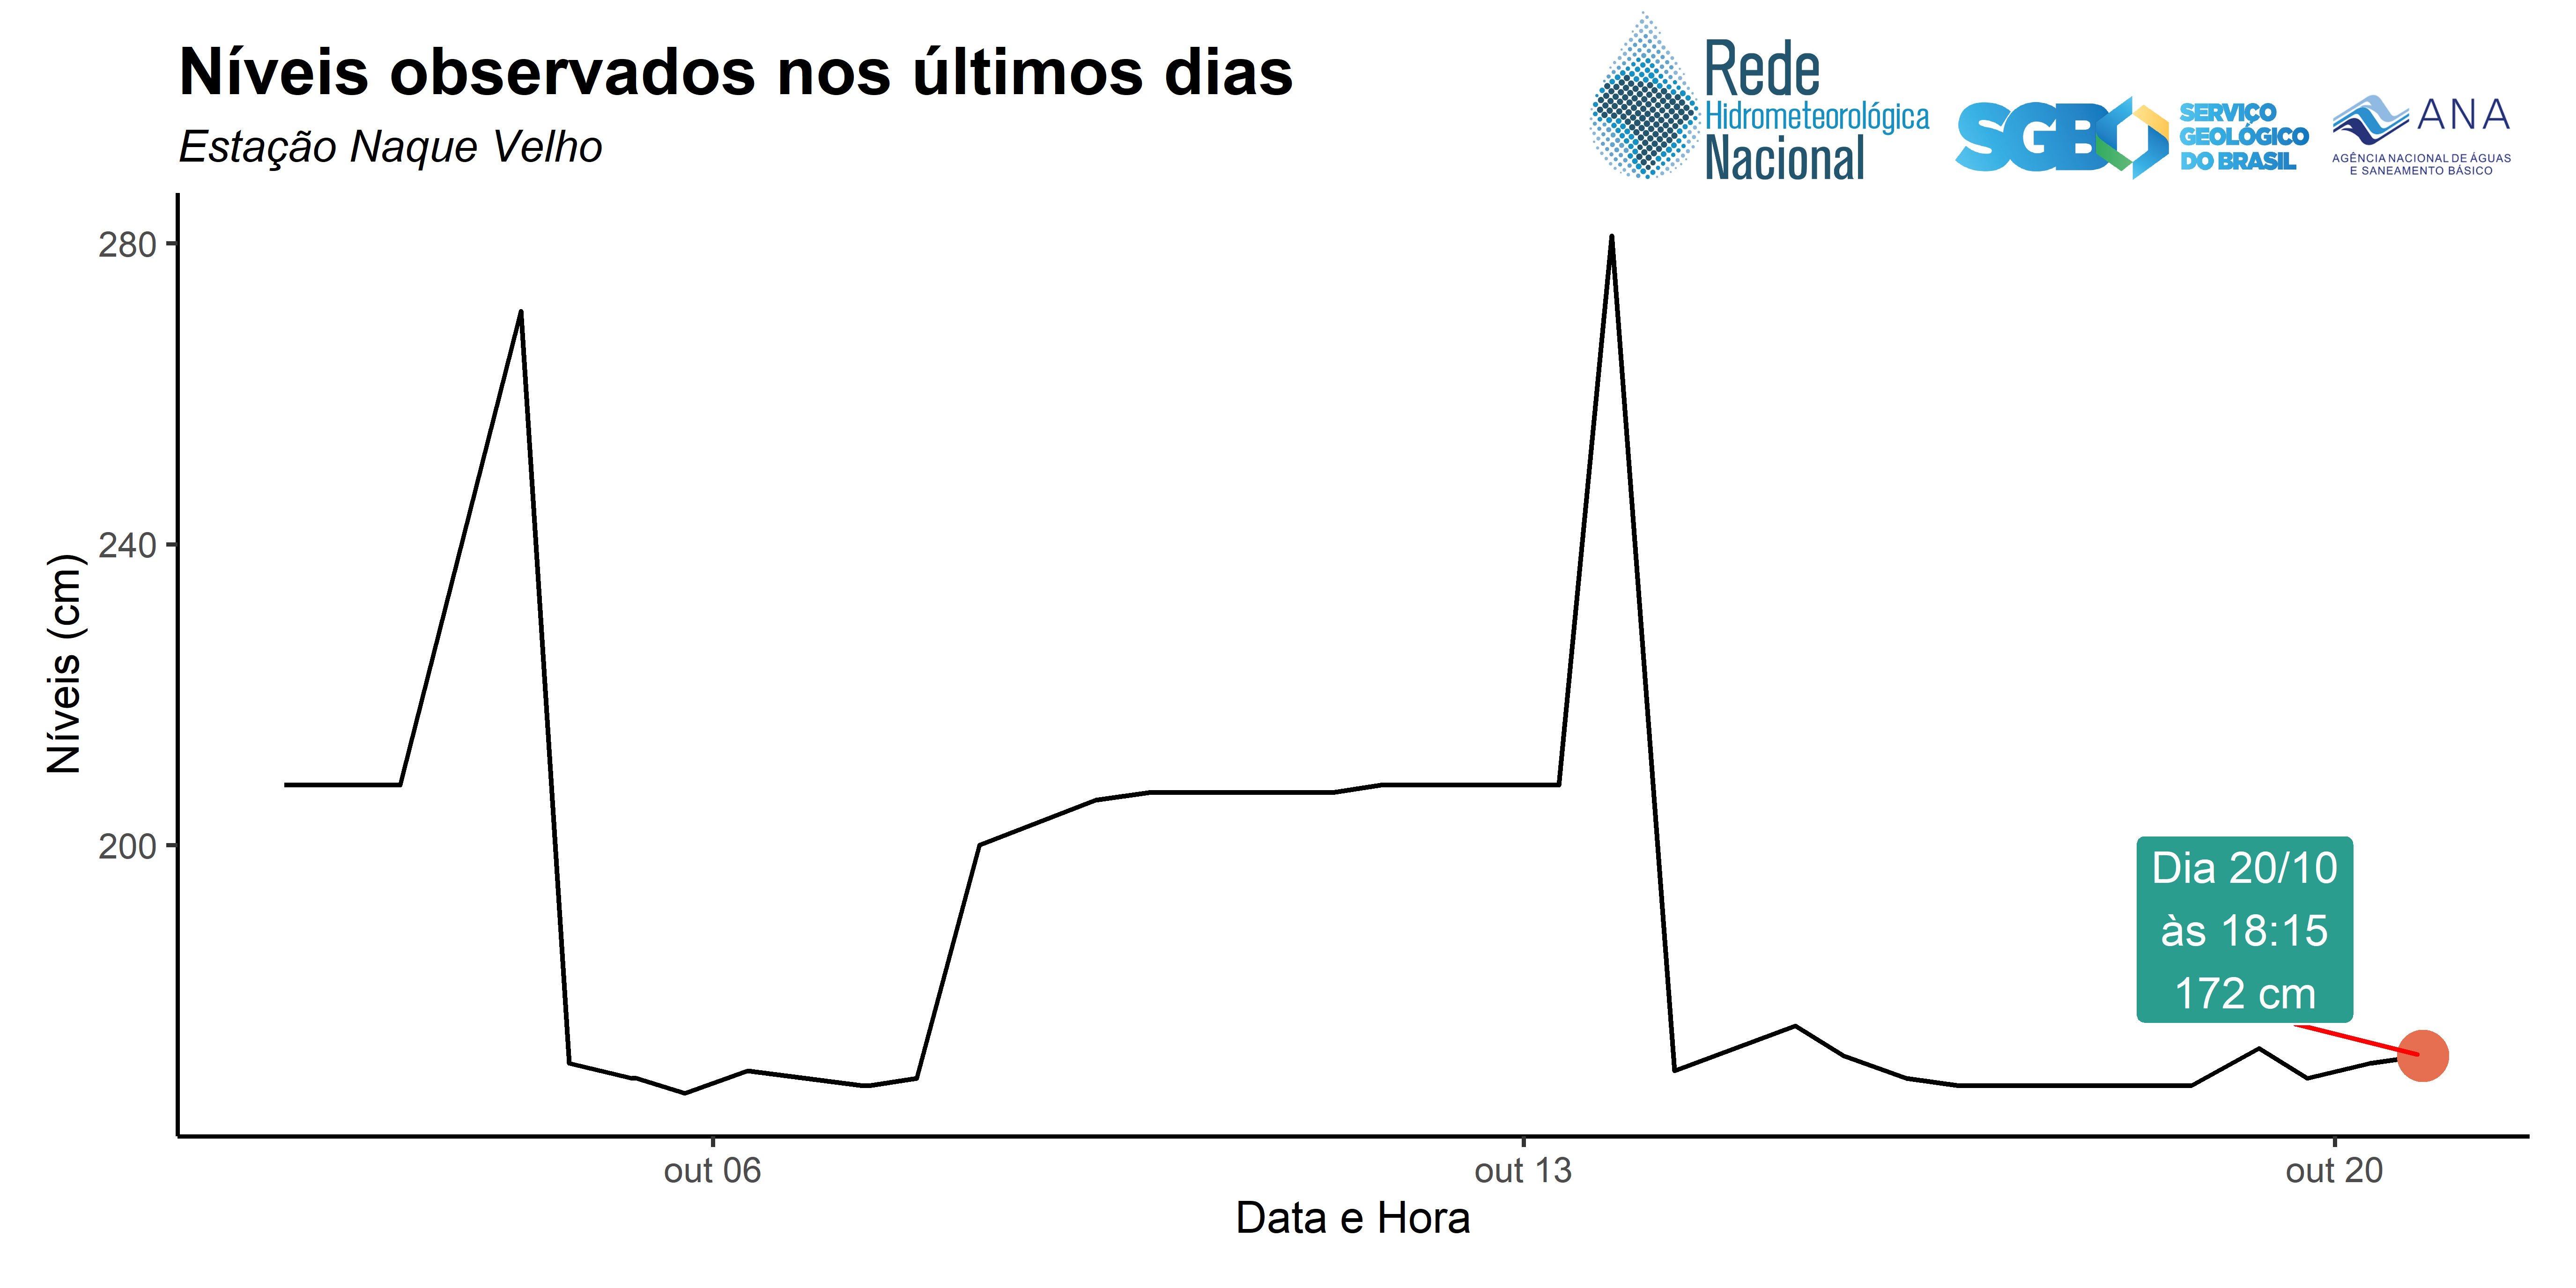 Níveis observados nos últimos dias
Estação Naque Velho
Rede
Hidrometeorológica
Nacional
SGB
SERVIÇO
GEOLÓGICO
DO BRASIL
ANA
AGÊNCIA NACIONAL DE ÁGUAS
E SANEAMENTO BÁSICO
280
240
200
Níveis (cm)
Dia 20/10
às 18:15
172 cm
out 06
out 13
out 20
Data e Hora